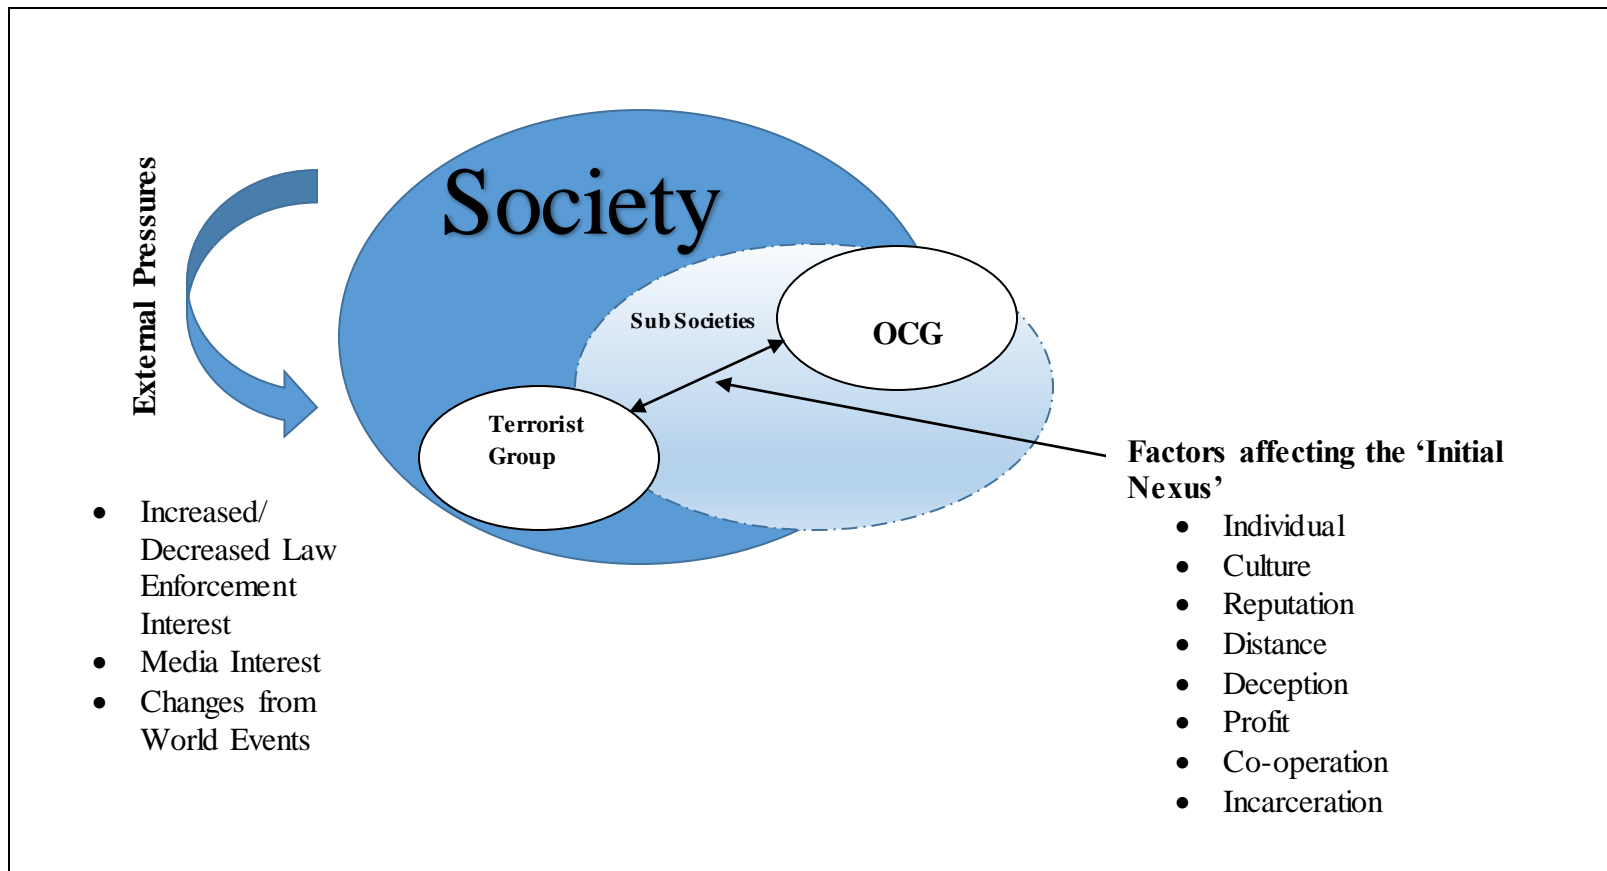 External Pressures
Society
Sub Societies
OCG
Terrorist
Group
• Increased/
Decreased Law
Enforcement
Interest
• Media Interest
• Changes from
World Events
Factors affecting the ‘Initial
Nexus’
• Individual
• Culture
• Reputation
• Distance
• Deception
• Profit
• Co-operation
• Incarceration